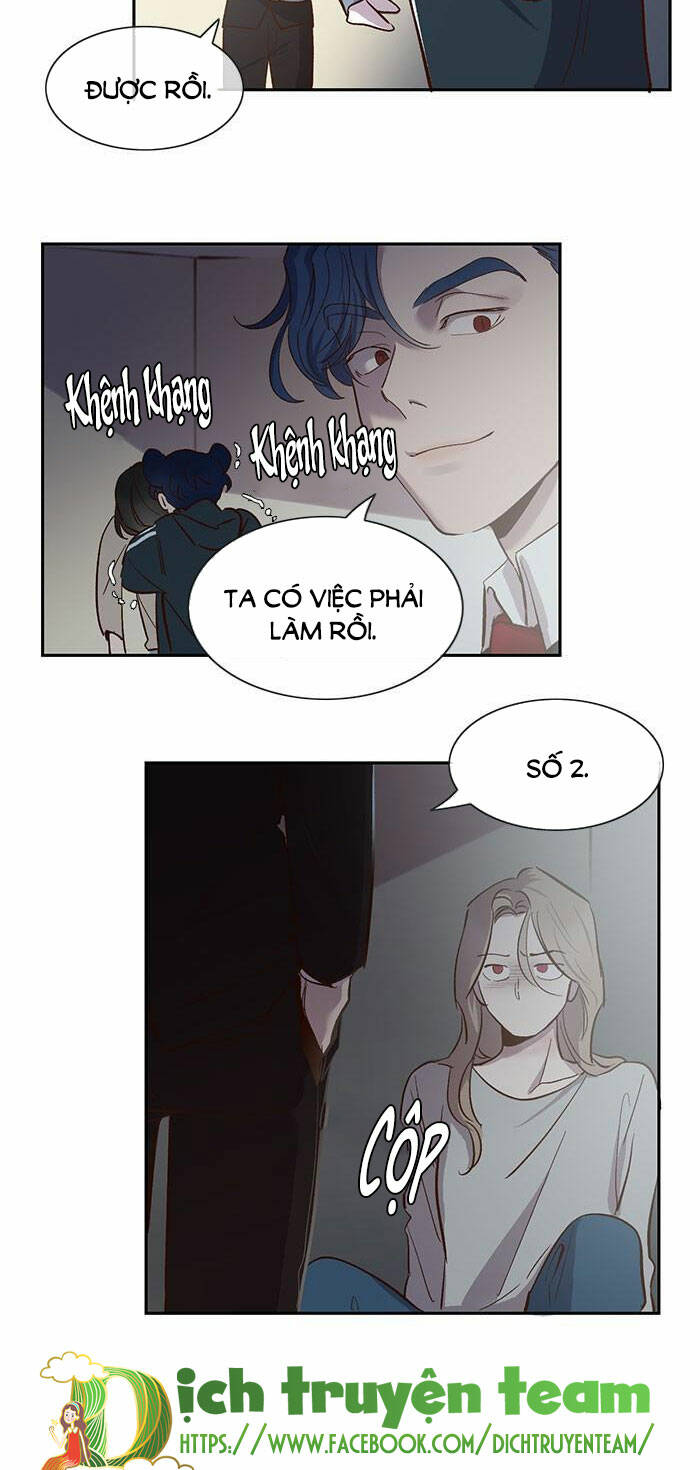 ĐƯỢC RỒI.
Khệnh khạng
Khệnh khạng
TA CÓ VIỆC PHẢI
LÀM RỒI.
SỐ 2.
CỘP
Dịch truyện team
HTTPS://WWW.FACEBOOK.COM/DICHTRUYENTEAM/